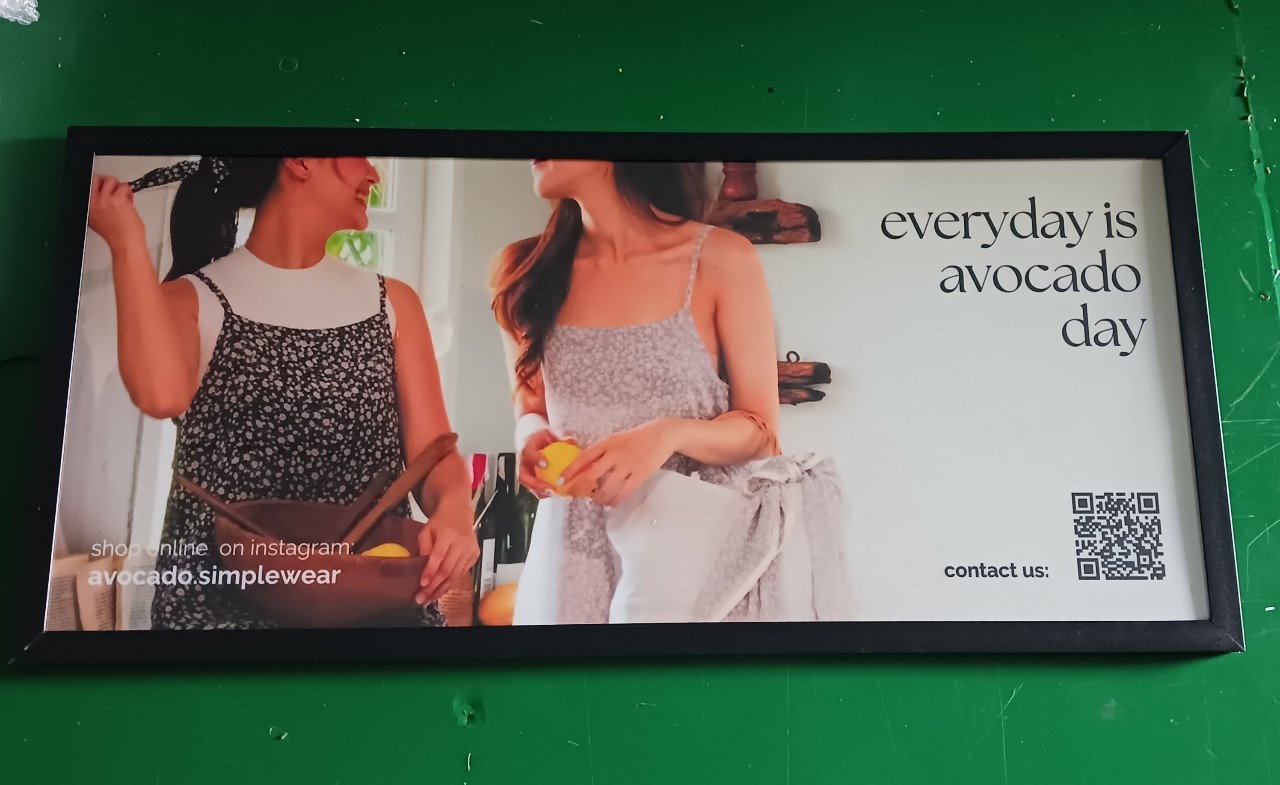 everyday is
avocado
day
shop online on instagram:
avocado.simplewear
contact us: